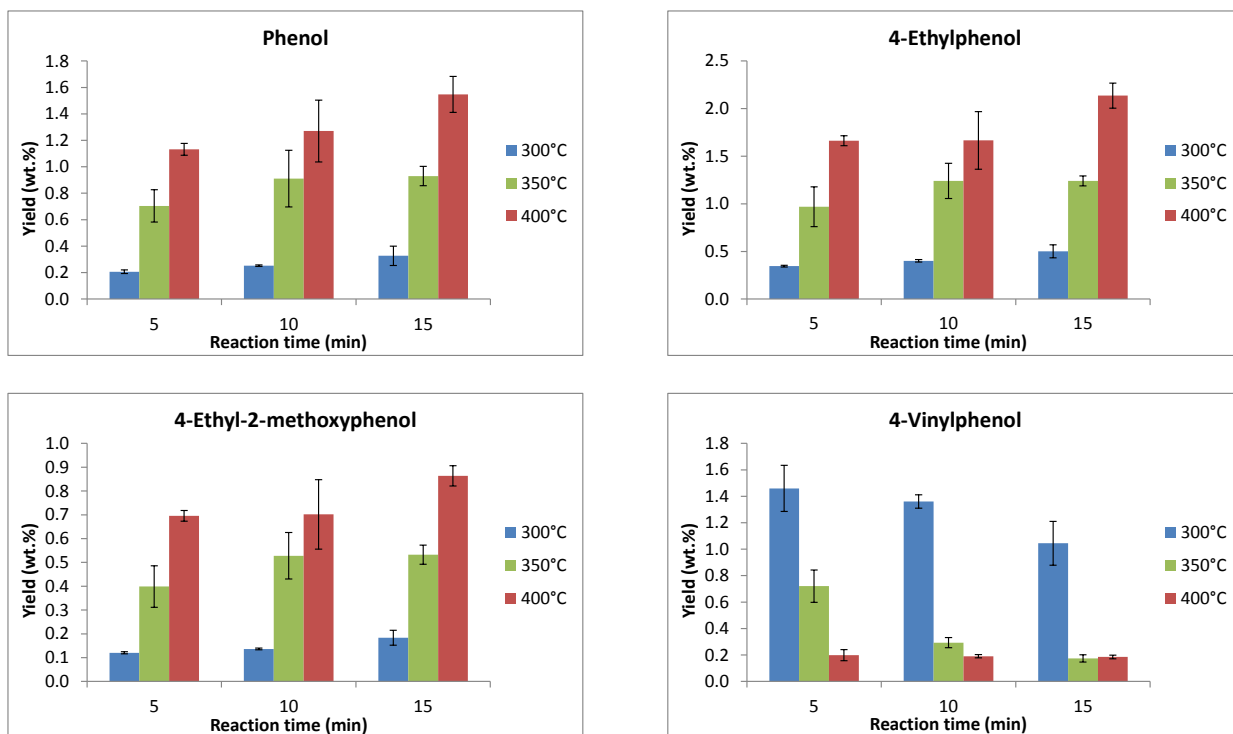 Phenol
Yield (wt.%)
1.8
1.6
1.4
1.2
1.0
0.8
0.6
0.4
0.2
0.0
5 10 15
Reaction time (min)
300°C
350°C
400°C
4-Ethylphenol
Yield (wt.%)
2.5
2.0
1.5
1.0
0.5
0.0
5 10 15
Reaction time (min)
300°C
350°C
400°C
4-Ethyl-2-methoxyphenol
Yield (wt.%)
1.0
0.9
0.8
0.7
0.6
0.5
0.4
0.3
0.2
0.1
0.0
5 10 15
Reaction time (min)
300°C
350°C
400°C
4-Vinylphenol
Yield (wt.%)
1.8
1.6
1.4
1.2
1.0
0.8
0.6
0.4
0.2
0.0
5 10 15
Reaction time (min)
300°C
350°C
400°C